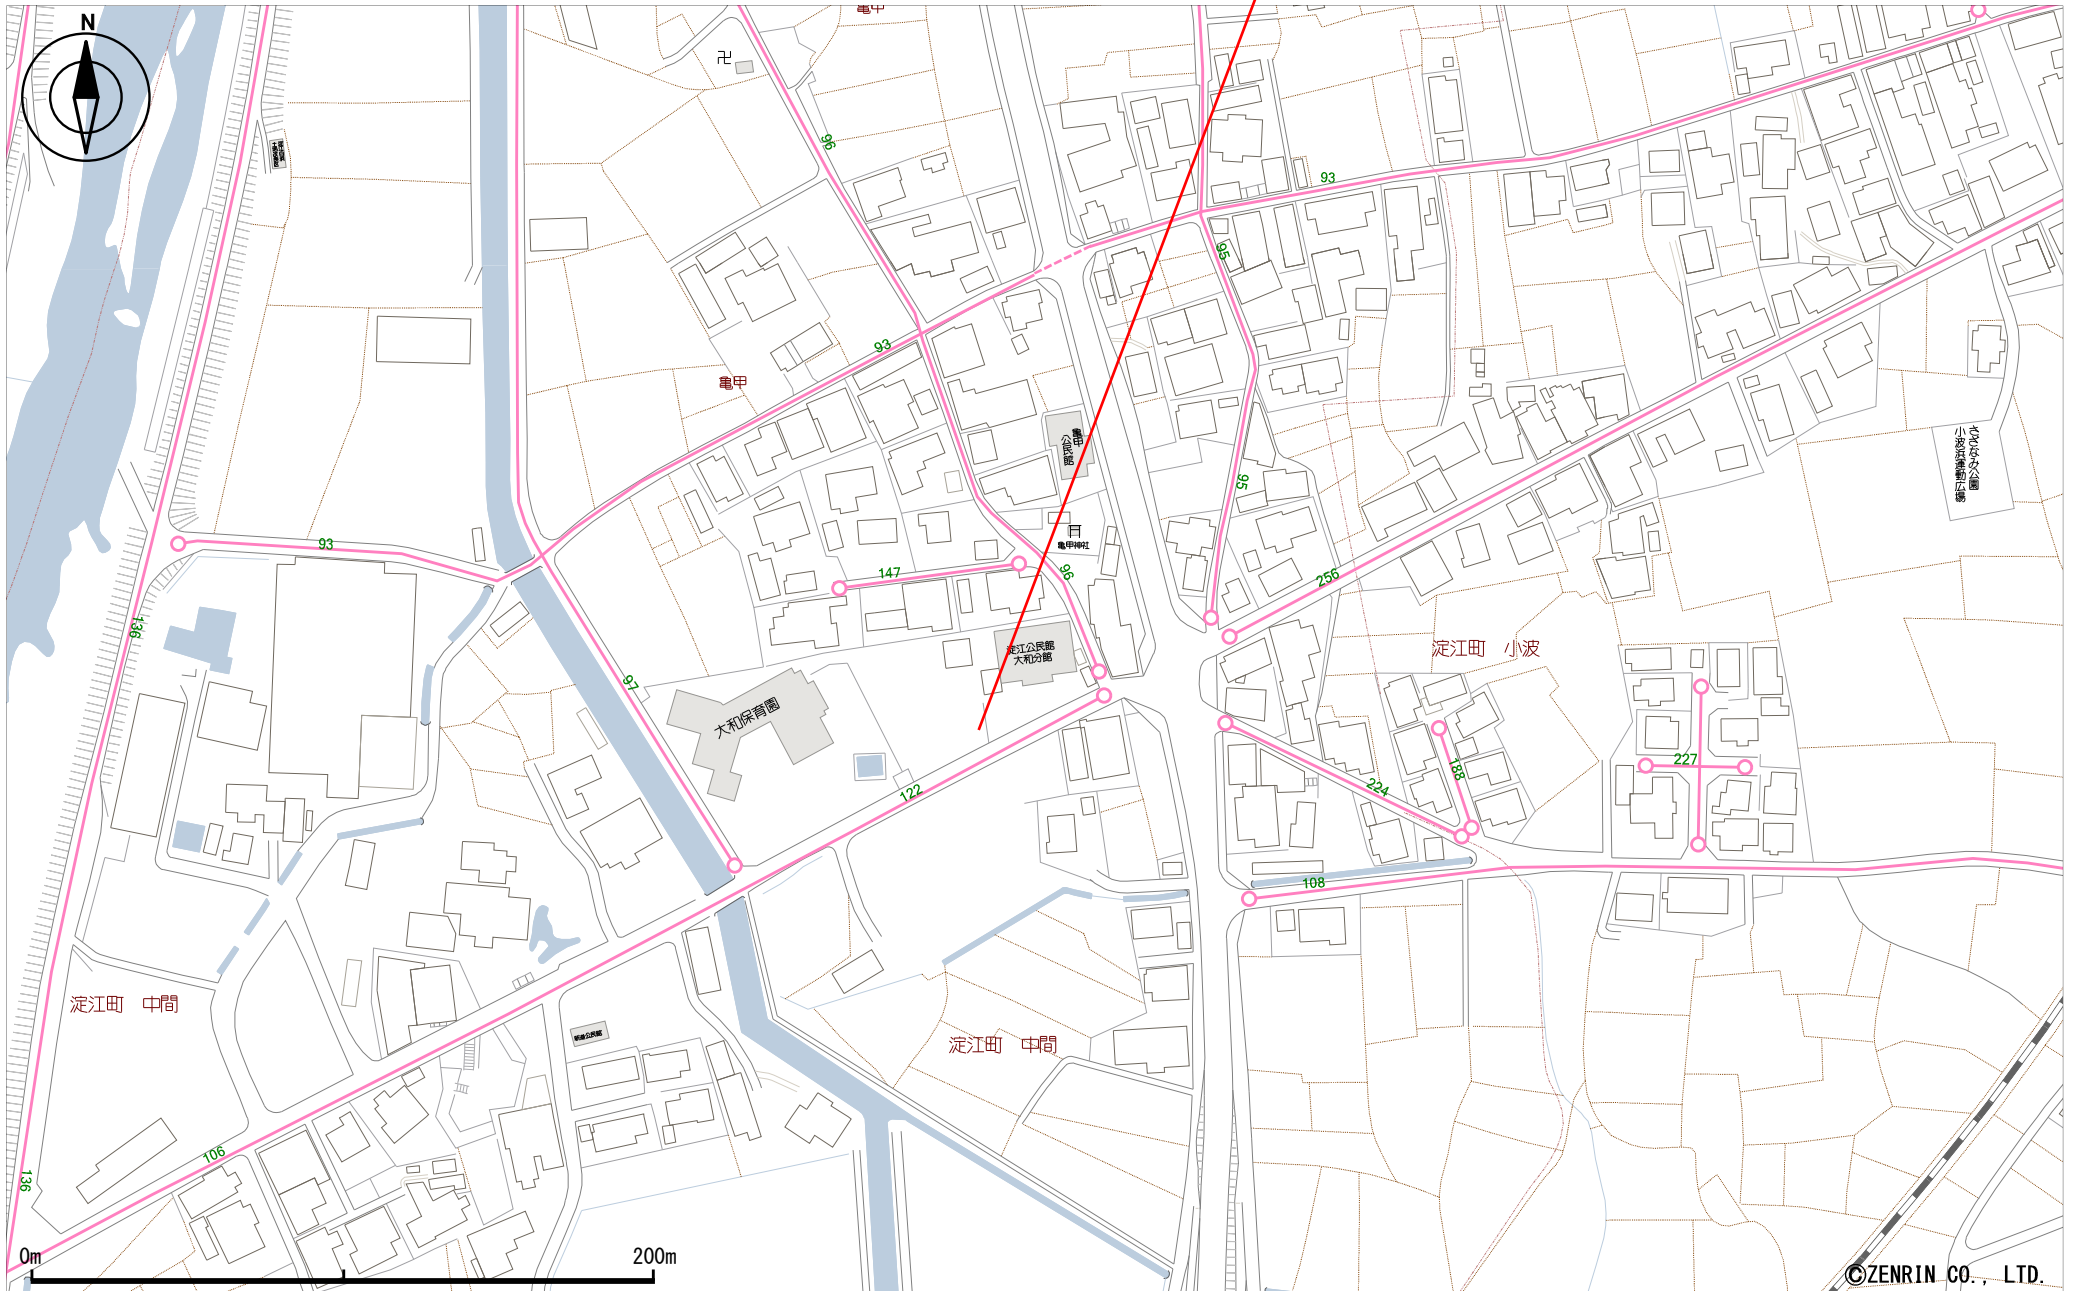 N
亀甲
卍
96
93
95
亀甲
93
亀甲
公民館
95
亀甲神社
さざなみ公園
小波浜運動広場
93
147
96
256
136
97
淀江公民館
大和分館
淀江町 小波
大和保育園
122
224
188
227
108
淀江町 中間
淀江町 中間
136
106
0m
200m
©ZENRIN CO., LTD.